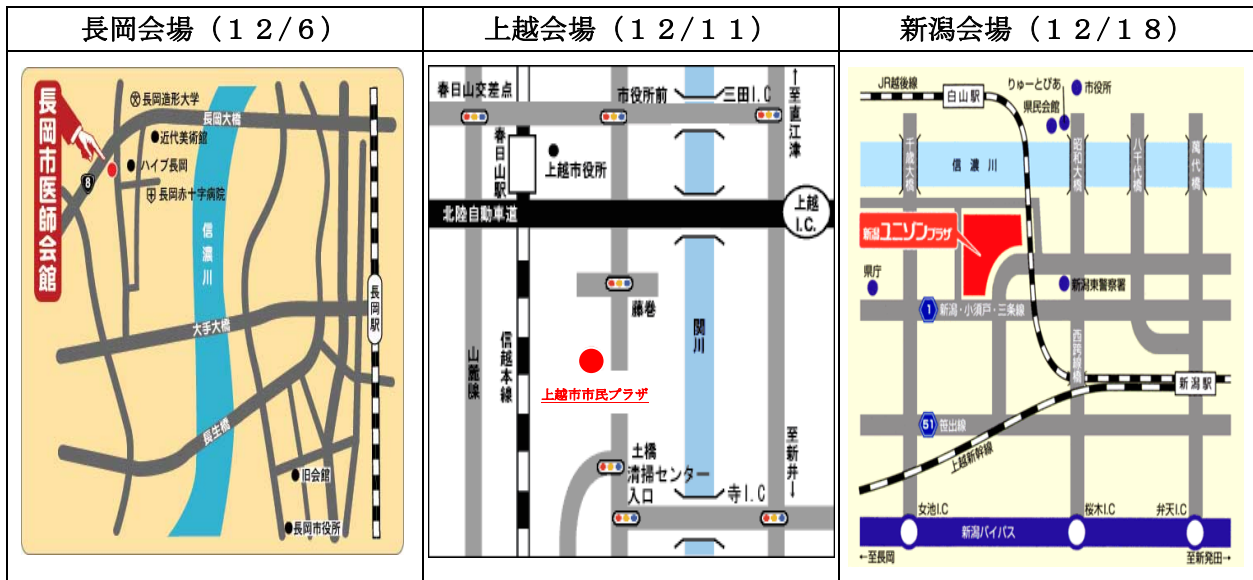 長岡会場（１２/６）
上越会場（１２/１１）
新潟会場（１２/１８）
長岡市医師会館
長岡造形大学
長岡大橋
近代美術館
ハイブ長岡
8
長岡赤十字病院
信濃川
長岡駅
大手大橋
長生橋
旧会館
長岡市役所
春日山交差点
市役所前
三田I.C
↑至直江津
春日山駅
上越市役所
北陸自動車道
上越I.C.
藤巻
関川
山麓線
信越本線
上越市市民プラザ
土橋
清掃センター
入口
至新井↓
寺I.C
JR越後線
白山駅
りゅーとぴあ
県民会館
市役所
千歳大橋
信濃川
昭和大橋
八千代橋
萬代橋
新潟ユニゾンプラザ
県庁
新潟東警察署
1
新潟・小須戸・三条線
西跨線橋
新潟駅
51
笹出線
上越新幹線
女池I.C
桜木I.C
弁天I.C
新潟バイパス
←至長岡
至新発田→